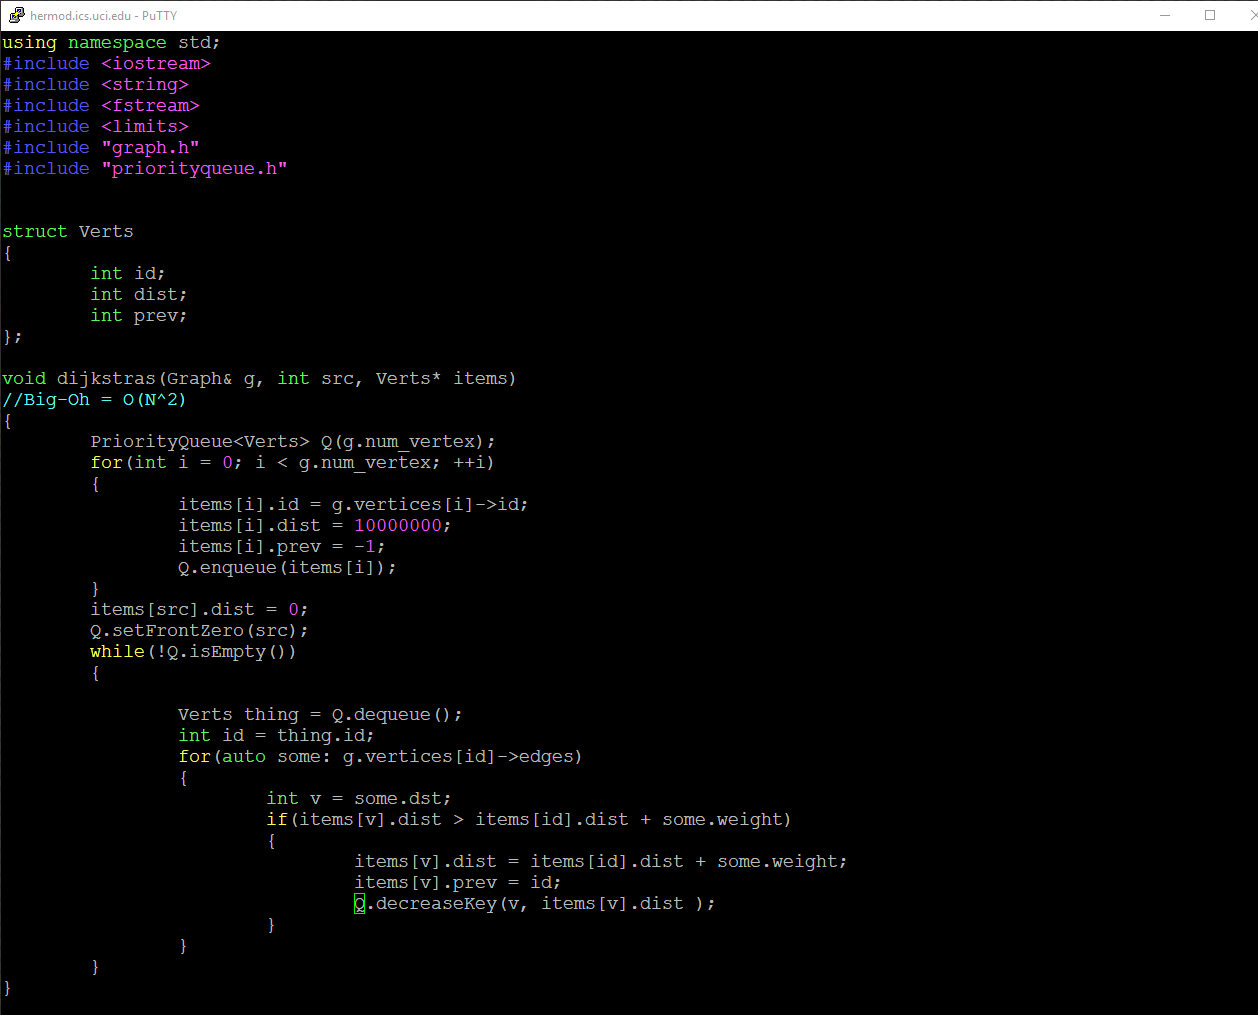 hermod.ics.uci.edu - PuTTY
using namespace std;
#include <iostream>
#include <string>
#include <fstream>
#include <limits>
#include "graph.h"
#include "priorityqueue.h"
struct Verts
{
        int id;
        int dist;
        int prev;
};
void dijkstras(Graph& g, int src, Verts* items)
//Big-Oh = O(N^2)
{
        PriorityQueue<Verts> Q(g.num_vertex);
        for(int i = 0; i < g.num_vertex; ++i)
        {
                items[i].id = g.vertices[i]->id;
                items[i].dist = 10000000;
                items[i].prev = -1;
                Q.enqueue(items[i]);
        }
        items[src].dist = 0;
        Q.setFrontZero(src);
        while(!Q.isEmpty())
        {
                Verts thing = Q.dequeue();
                int id = thing.id;
                for(auto some: g.vertices[id]->edges)
                {
                        int v = some.dst;
                        if(items[v].dist > items[id].dist + some.weight)
                        {
                                items[v].dist = items[id].dist + some.weight;
                                items[v].prev = id;
                                Q.decreaseKey(v, items[v].dist );
                        }
                }
        }
}